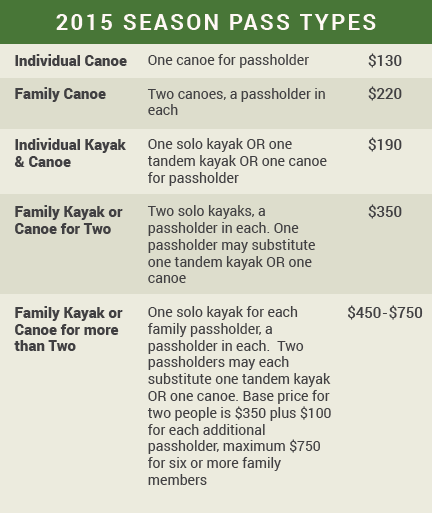 2015 SEASON PASS TYPES
Individual Canoe One canoe for passholder $130
Family Canoe Two canoes, a passholder in $220
each
Individual Kayak One solo kayak OR one $190
& Canoe tandem kayak OR one canoe
for passholder
Family Kayak or Two solo kayaks, a $350
Canoe for Two passholder in each. One
passholder may substitute
one tandem kayak OR one
canoe
Family Kayak or One solo kayak for each $450-$750
Canoe for more family passholder, a
than Two passholder in each. Two
passholders may each
substitute one tandem kayak
OR one canoe. Base price for
two people is $350 plus $100
for each additional
passholder, maximum $750
for six or more family
members